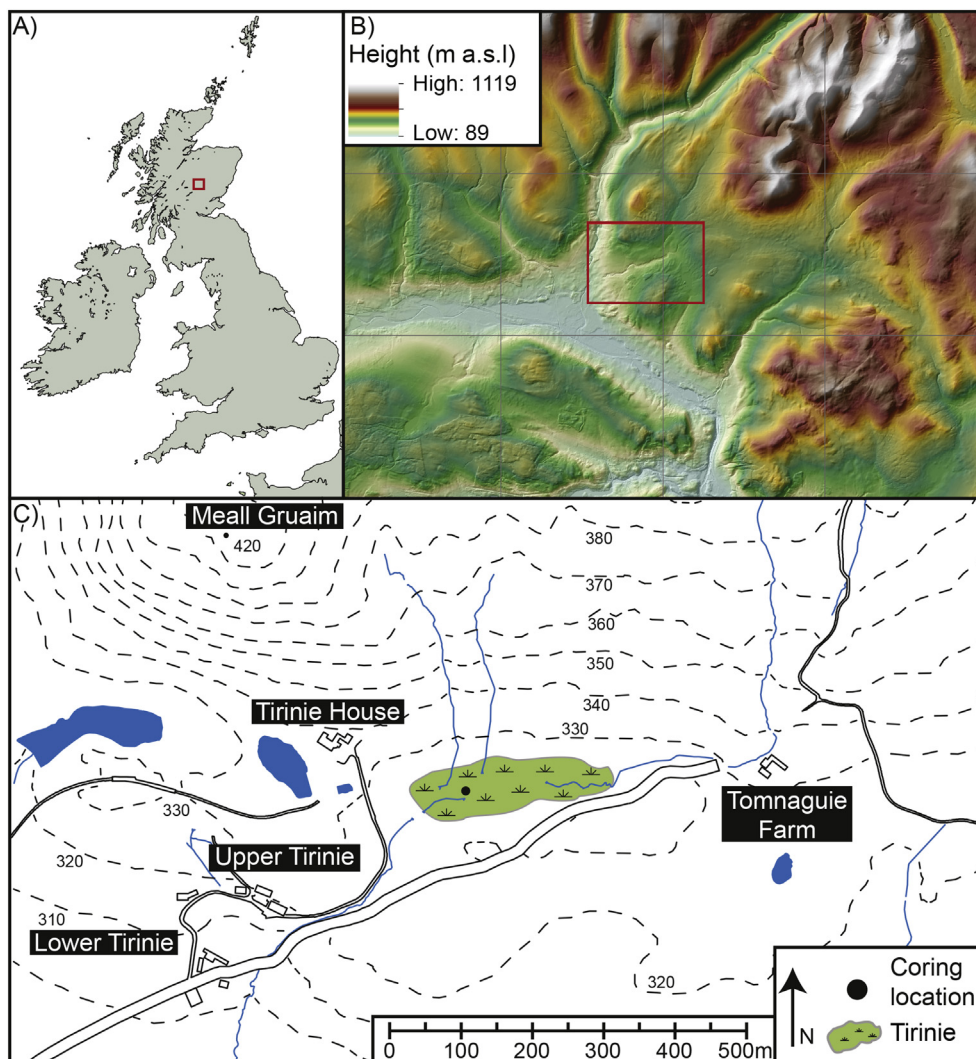 A)
B)
Height (m a.s.l)
High: 1119
Low: 89
C)
Meall Gruaim
420
380
370
360
350
340
330
Tirinie House
330
Upper Tirinie
320
310
Lower Tirinie
Tomnaguie
Farm
320
Coring
location
N
Tirinie
0 100 200 300 400 500m